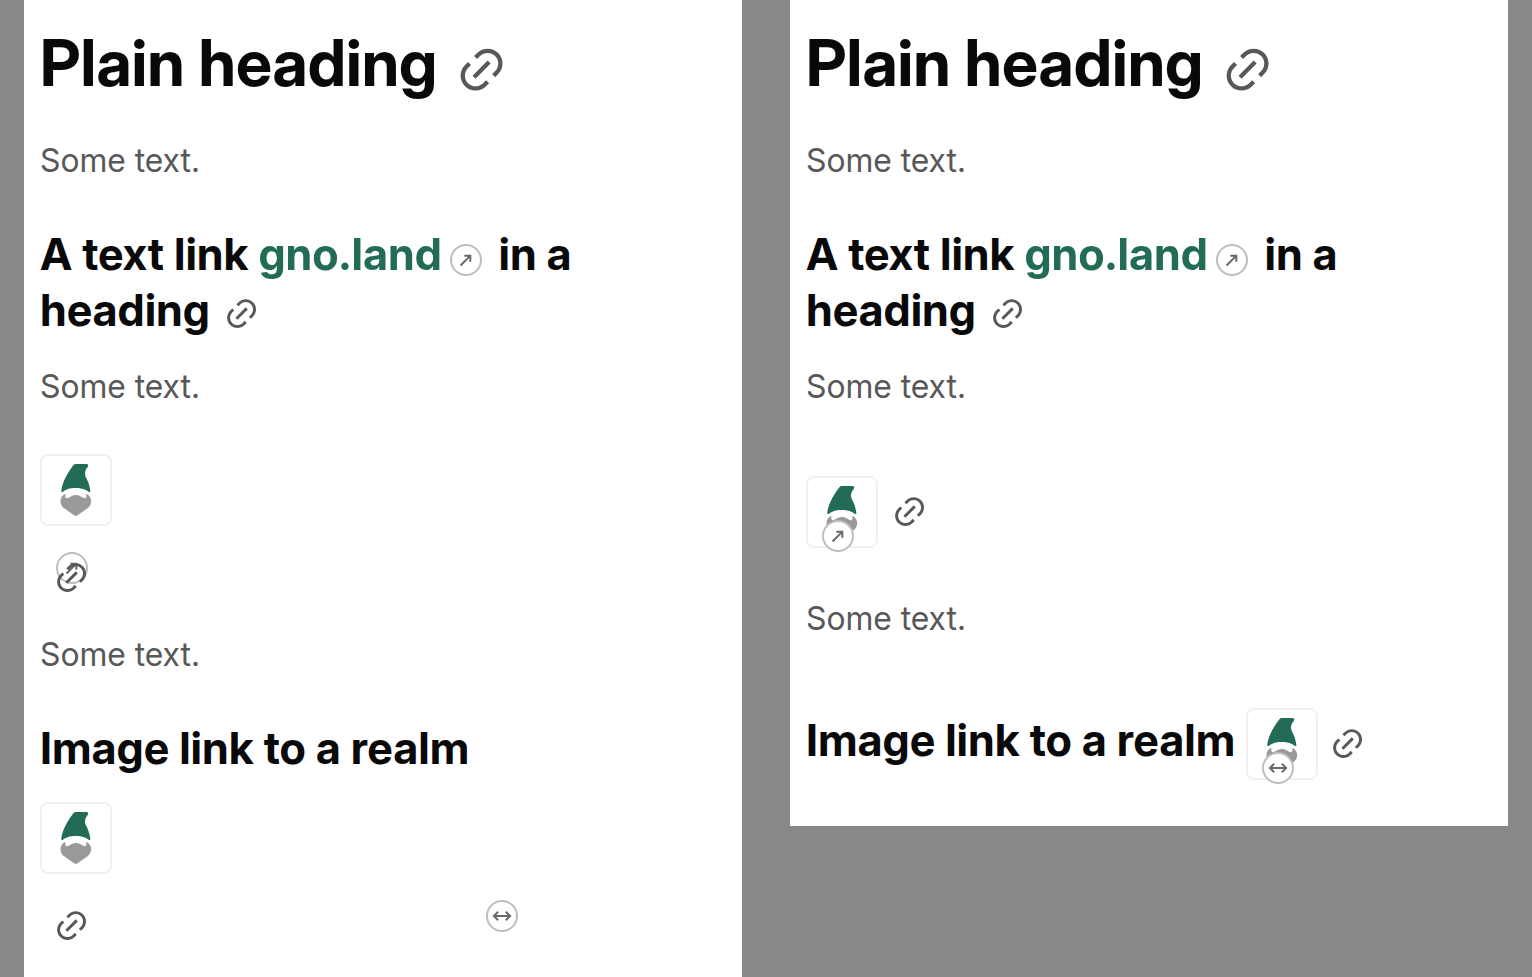 Plain heading
Some text.
A text link gno.land in a
heading
Some text.
Some text.
Image link to a realm
Plain heading
Some text.
A text link gno.land in a
heading
Some text.
Some text.
Image link to a realm